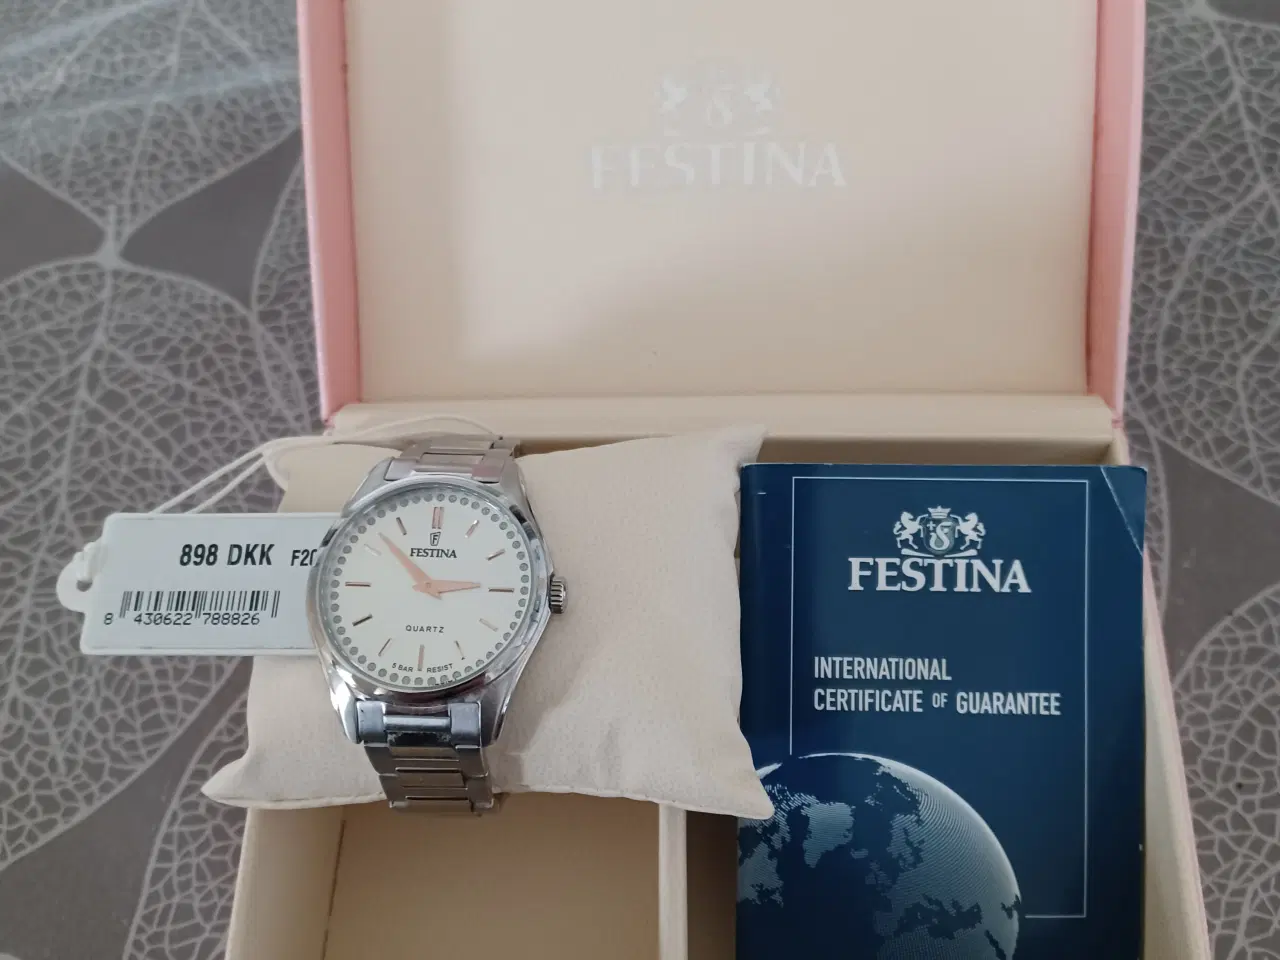 FESTINA
898 DKK F20
8 430622 788826
FESTINA
QUARTZ
5 BAR RESIST
FESTINA
INTERNATIONAL
CERTIFICATE OF GUARANTEE